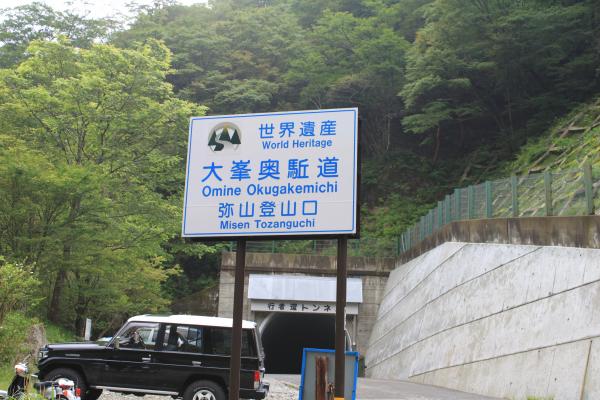 世界遺産
World Heritage
大峯奥駈道
Omine Okugakemichi
弥山登山口
Misen Tozanguchi
行者還トンネ